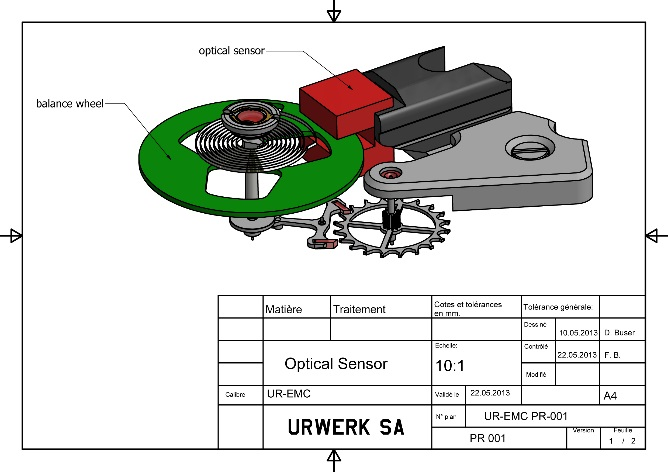 optical sensor
balance wheel
Matière
Traitement
Cotes et tolérances
en mm.
Tolérance générale:
Dessiné
10.05.2013
D. Buser
Optical Sensor
Echelle:
10:1
Contrôlé
22.05.2013
F. B.
Modifié
Calibre
UR-EMC
Validé le
22.05.2013
A4
URWERK SA
N° plan
UR-EMC PR-001
PR 001
Version
Feuille
1 / 2